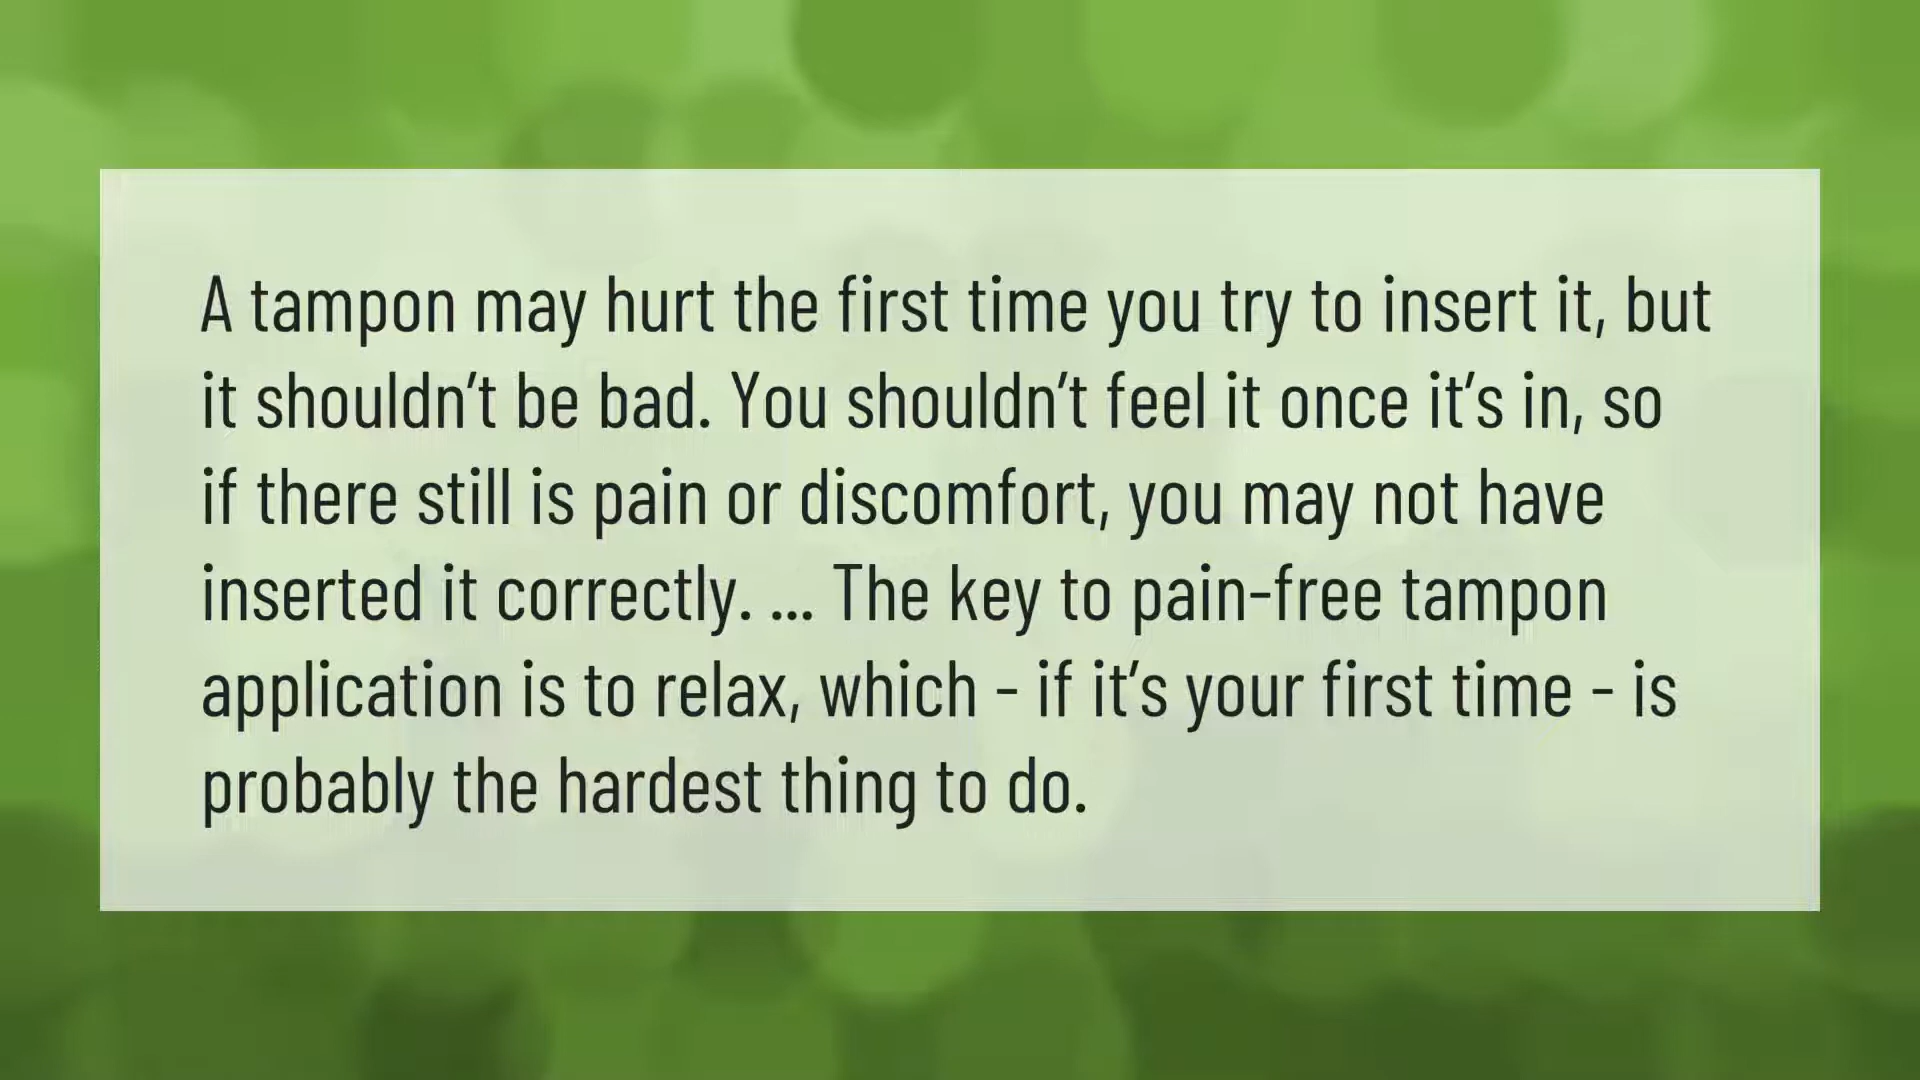 A tampon may hurt the first time you try to insert it, but
it shouldn’t be bad. You shouldn’t feel it once it’s in, so
if there still is pain or discomfort, you may not have
inserted it correctly. ... The key to pain-free tampon
application is to relax, which - if it’s your first time - is
probably the hardest thing to do.